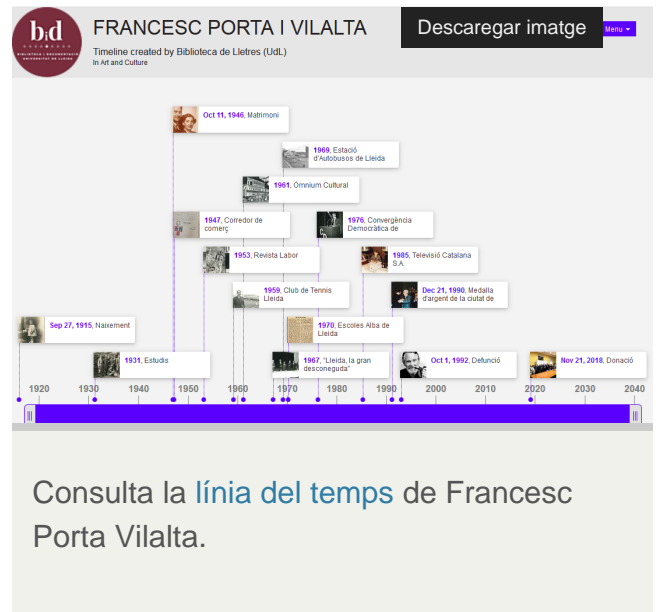 b:d
BIBLIOTECA I DOCUMENTACIÓ
UNIVERSITAT DE LLEIDA
FRANCESC PORTA I VILALTA
Descaregar imatge
Menu
Timeline created by Biblioteca de Lletres (UdL)
In Art and Culture
Oct 11, 1946, Matrimoni
1969, Estació
d'Autobusos de Lleida
1961, Òmnium Cultural
1947, Corredor de
comerç
1976, Convergència
Democràtica de
1953, Revista Labor
1985, Televisió Catalana
S.A.
1959, Club de Tennis
Lleida
Dec 21, 1990, Medalla
d'argent de la ciutat de
Sep 27, 1915, Naixement
1970, Escoles Alba de
Lleida
1931, Estudis
1967, "Lleida, la gran
desconeguda"
Oct 1, 1992, Defunció
Nov 21, 2018, Donació
1920 1930 1940 1950 1960 1970 1980 1990 2000 2010 2020 2030 2040
Consulta la línia del temps de Francesc
Porta Vilalta.